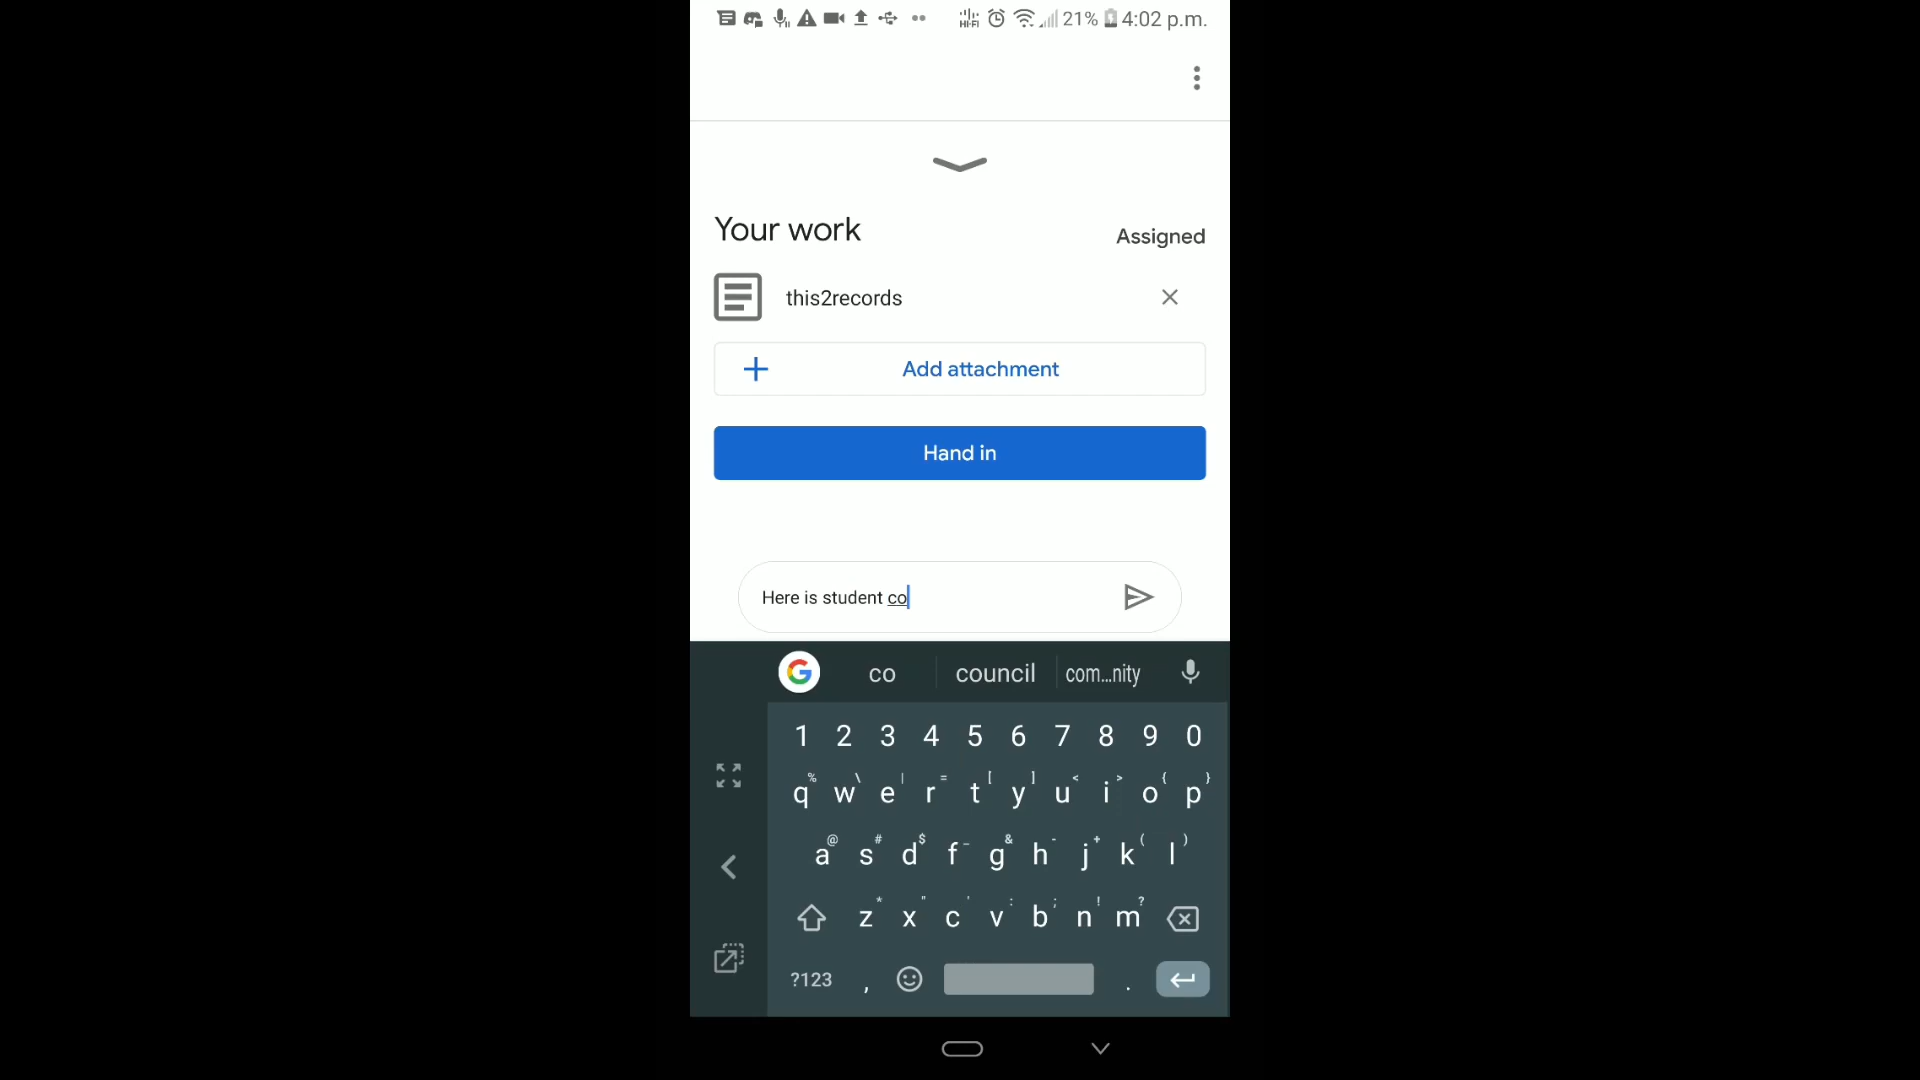 21% 4:02 p.m.
Your work
Assigned
this2records
Add attachment
Hand in
Here is student co
co council com...nity
1 2 3 4 5 6 7 8 9 0
q% w\ e| r= t[ y] u< i> o{ p}
a@ s# d$ f_ g& h- j+ k( l)
z* x" c' v: b; n! m?
?123 , .